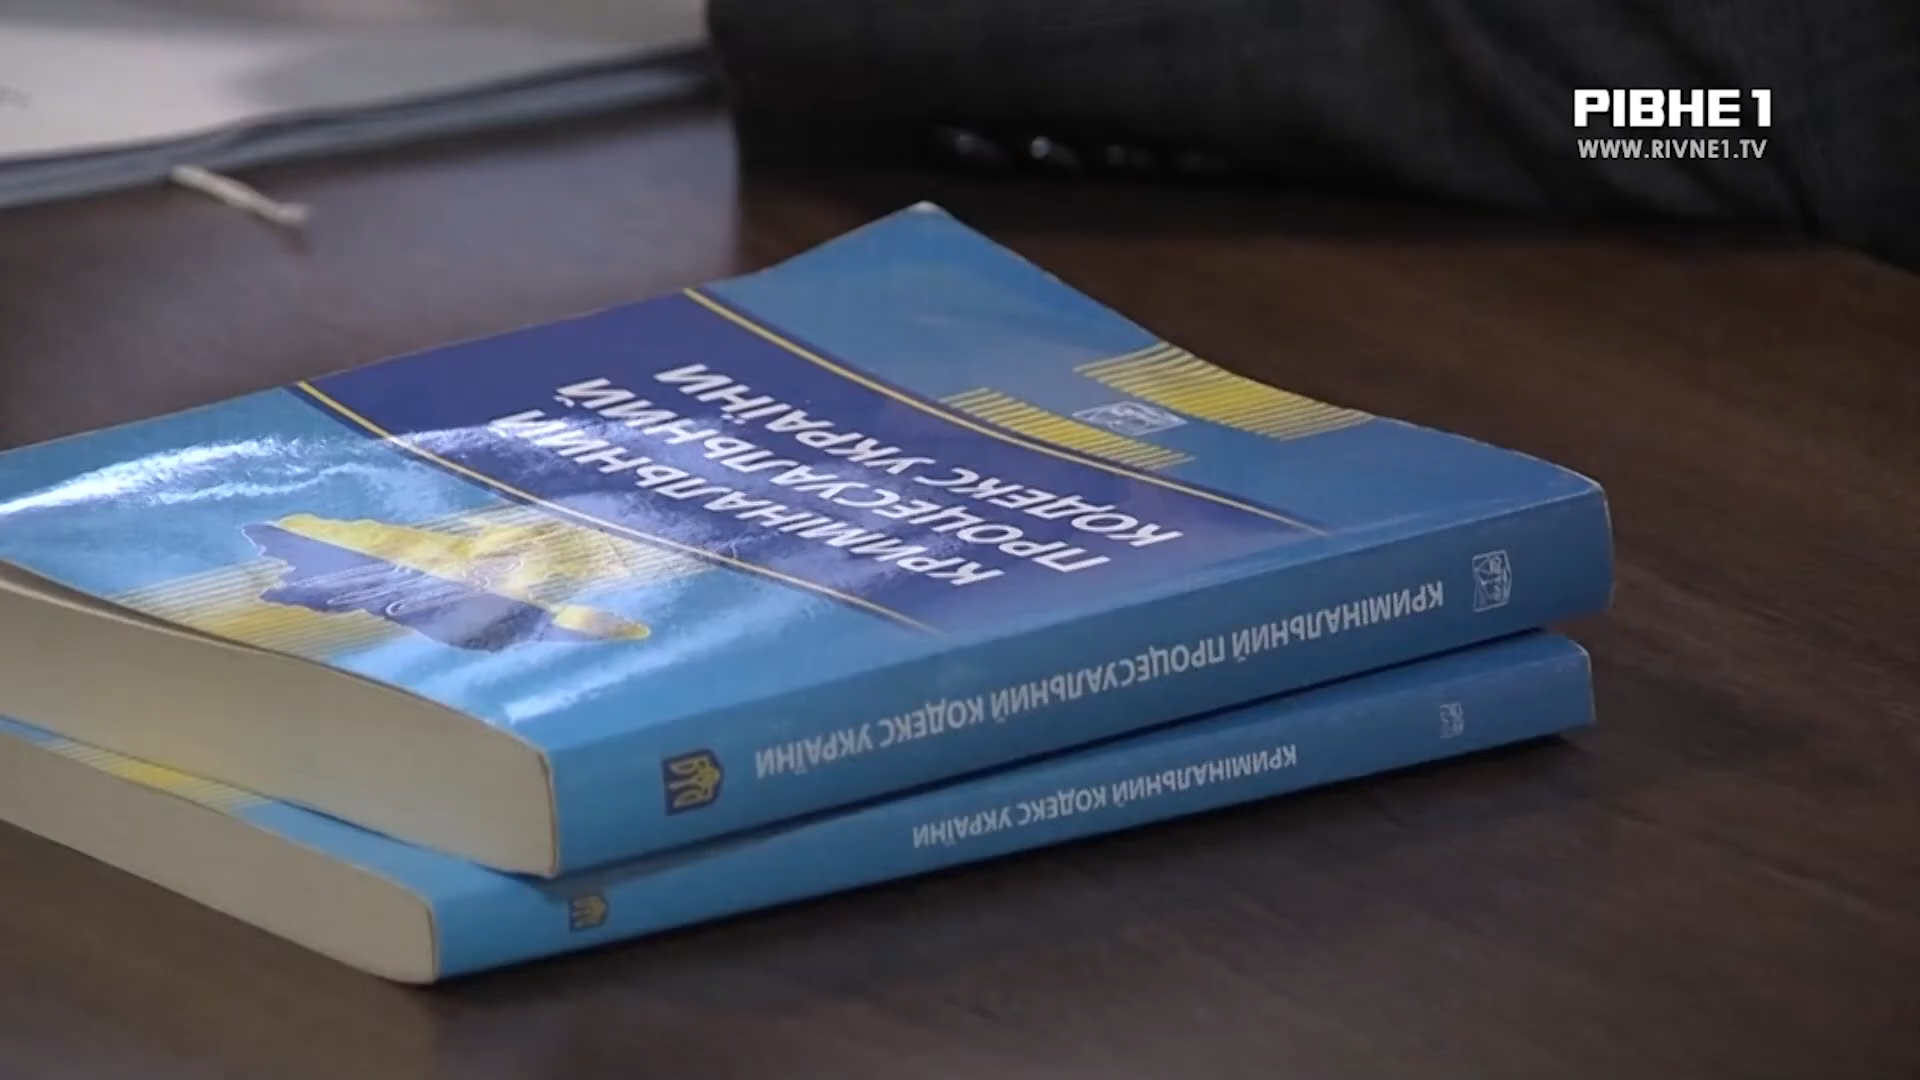 РІВНЕ 1
WWW.RIVNE1.TV
КРИМІНАЛЬНИЙ
ПРОЦЕСУАЛЬНИЙ
КОДЕКС УКРАЇНИ
КРИМІНАЛЬНИЙ ПРОЦЕСУАЛЬНИЙ КОДЕКС УКРАЇНИ
КРИМІНАЛЬНИЙ КОДЕКС УКРАЇНИ